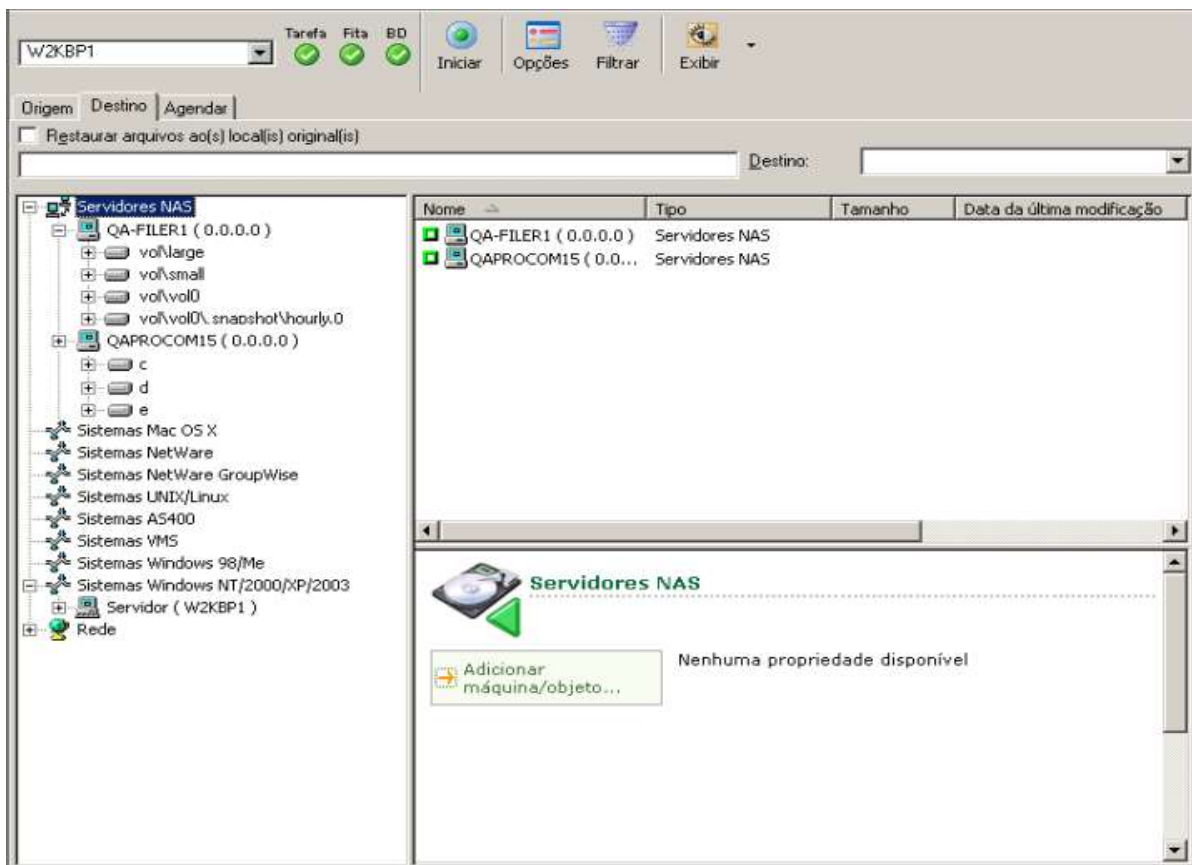 W2KBP1
Tarefa Fita BD
Iniciar Opções Filtrar Exibir
Origem Destino Agendar
Restaurar arquivos ao(s) local(is) original(is)
Destino:
Servidores NAS
QA-FILER1 ( 0.0.0.0 )
vol\large
vol\small
vol\vol0
vol\vol0\.snapshot\hourly.0
QAPROCOM15 ( 0.0.0.0 )
c
d
e
Sistemas Mac OS X
Sistemas NetWare
Sistemas NetWare GroupWise
Sistemas UNIX/Linux
Sistemas AS400
Sistemas VMS
Sistemas Windows 98/Me
Sistemas Windows NT/2000/XP/2003
Servidor ( W2KBP1 )
Rede
Nome Tipo Tamanho Data da última modificação
QA-FILER1 ( 0.0.0.0 ) Servidores NAS
QAPROCOM15 ( 0.0... Servidores NAS
Servidores NAS
Adicionar
máquina/objeto...
Nenhuma propriedade disponível